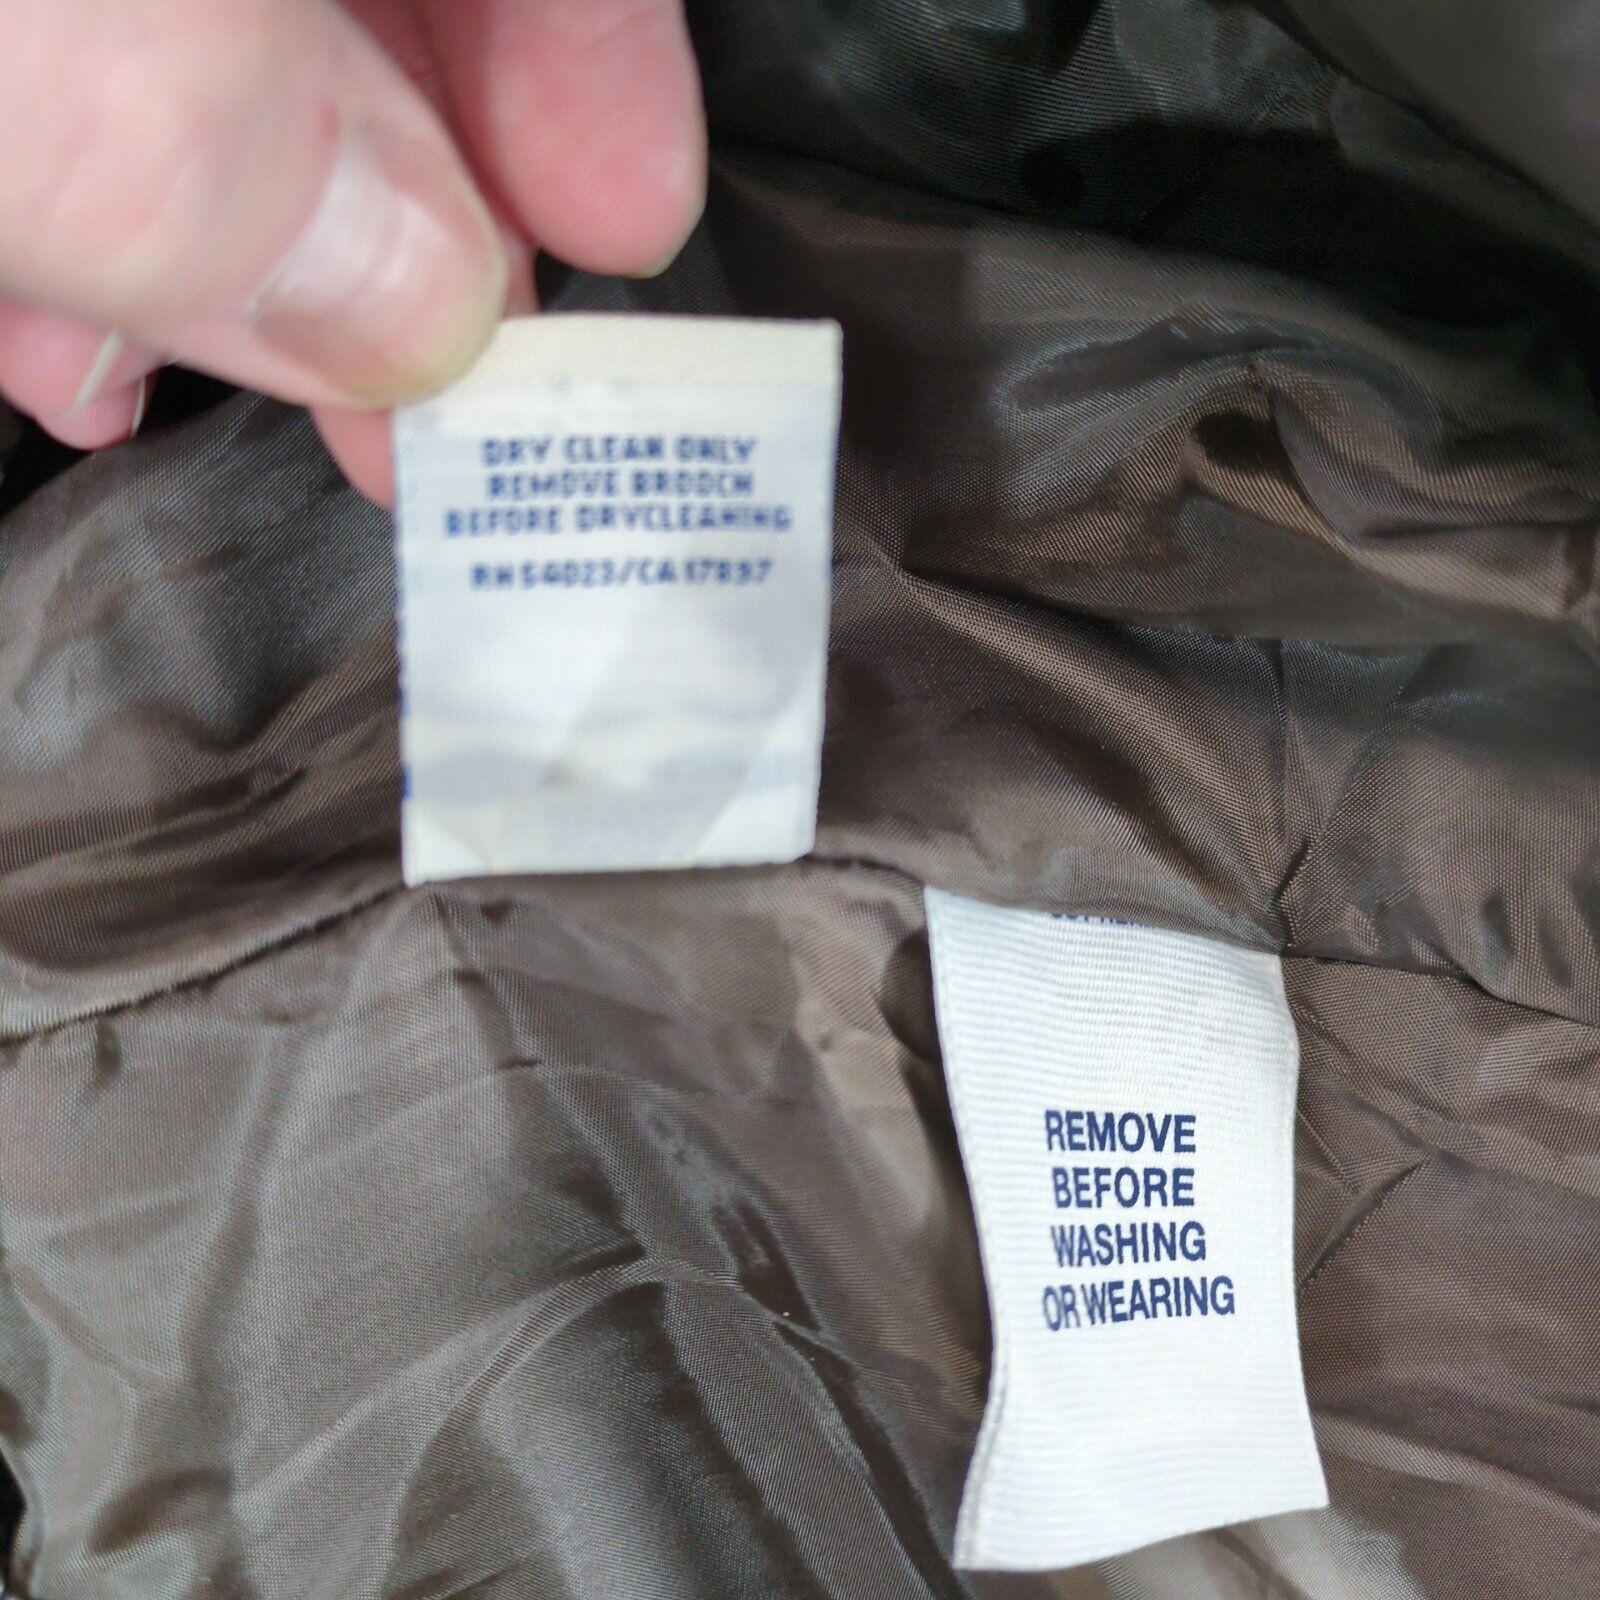 DRY CLEAN ONLY
REMOVE BROOCH
BEFORE DRYCLEANING
RN54023/CA17897
REMOVE
BEFORE
WASHING
OR WEARING